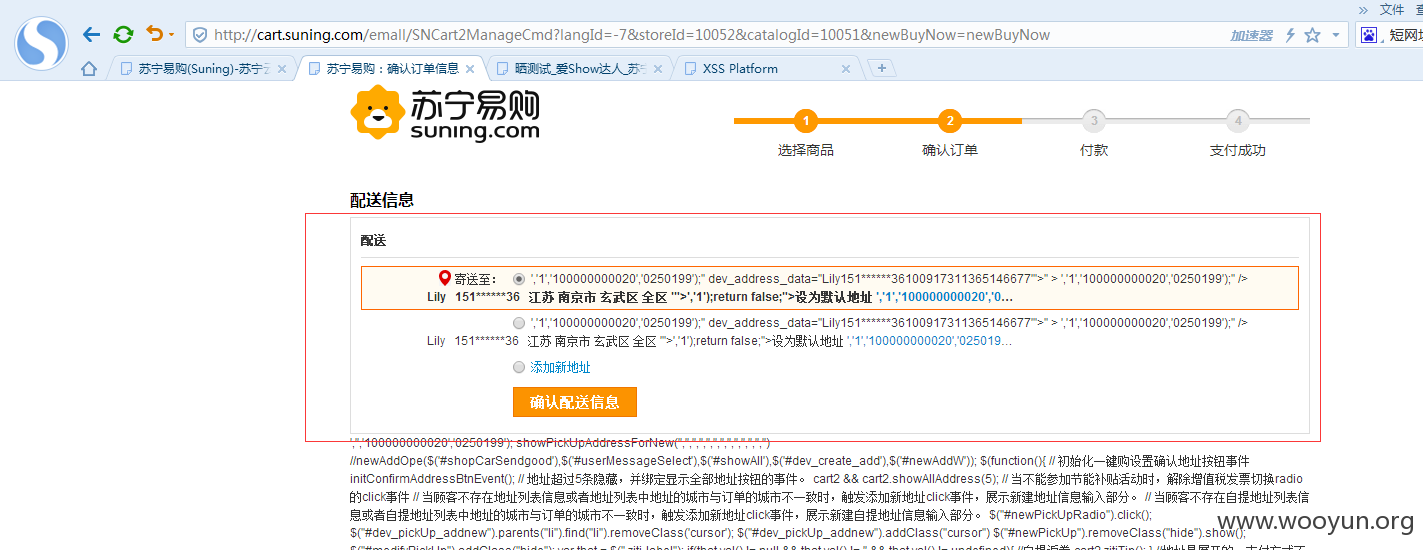 » 文件
http://cart.suning.com/emall/SNCart2ManageCmd?langId=-7&storeId=10052&catalogId=10051&newBuyNow=newBuyNow 加速器 短网
苏宁易购(Suning)-苏宁 × 苏宁易购：确认订单信息 × 晒测试_爱Show达人_苏 × XSS Platform × +
苏宁易购
suning.com
1 2 3 4
选择商品 确认订单 付款 支付成功
配送信息
配送
寄送至： ','1','100000000020','0250199');" dev_address_data="Lily151******36100917311365146677'">" > ','1','100000000020','0250199');" />
Lily 151******36 江苏 南京市 玄武区 全区 '">','1');return false;">设为默认地址 ','1','100000000020','0...
','1','100000000020','0250199');" dev_address_data="Lily151******36100917311365146677'">" > ','1','100000000020','0250199');" />
Lily 151******36 江苏 南京市 玄武区 全区 '">','1');return false;">设为默认地址 ','1','100000000020','025019...
添加新地址
确认配送信息
','','100000000020','0250199'); showPickUpAddressForNew('','','','','','','','','','','','')
//newAddOpe($('#shopCarSendgood'),$('#userMessageSelect'),$('#showAll'),$('#dev_create_add'),$('#newAddW')); $(function(){ // 初始化一键购设置确认地址按钮事件
initConfirmAddressBtnEvent(); // 地址超过5条隐藏，并绑定显示全部地址按钮的事件。 cart2 && cart2.showAllAddress(5); // 当不能参加节能补贴活动时，解除增值税发票切换radio
的click事件 // 当顾客不存在地址列表信息或者地址列表中地址的城市与订单的城市不一致时，触发添加新地址click事件，展示新建地址信息输入部分。 // 当顾客不存在自提地址列表信
息或者自提地址列表中地址的城市与订单的城市不一致时，触发添加新地址click事件，展示新建自提地址信息输入部分。 $("#newPickUpRadio").click();
$("#dev_pickUp_addnew").parents("li").find("li").removeClass('cursor'); $("#dev_pickUp_addnew").addClass("cursor") $("#newPickUp").removeClass("hide").show();
www.wooyun.org